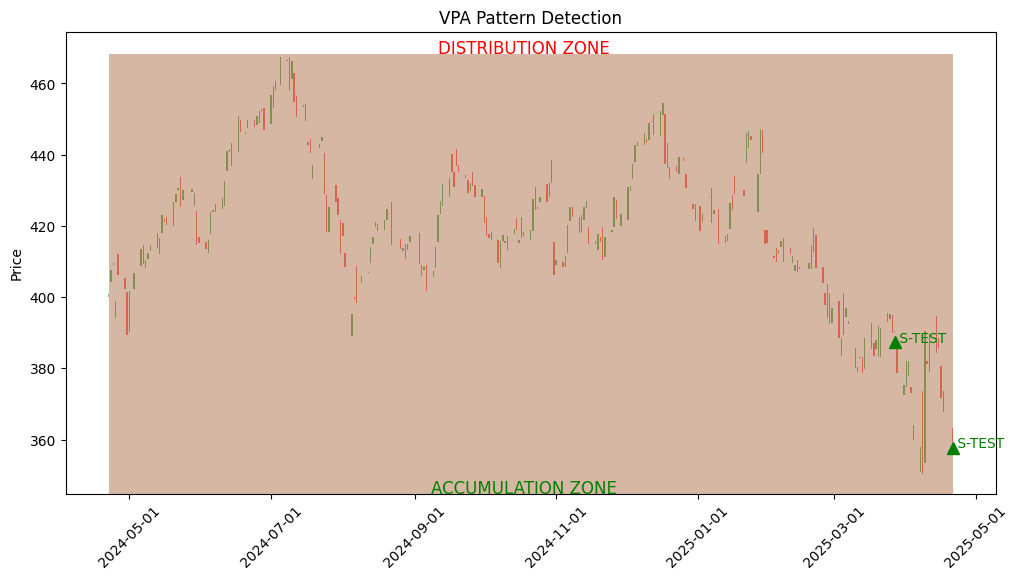 VPA Pattern Detection
DISTRIBUTION ZONE
460
440
420
400
380
360
Price
S-TEST
S-TEST
ACCUMULATION ZONE
2024-05-01
2024-07-01
2024-09-01
2024-11-01
2025-01-01
2025-03-01
2025-05-01